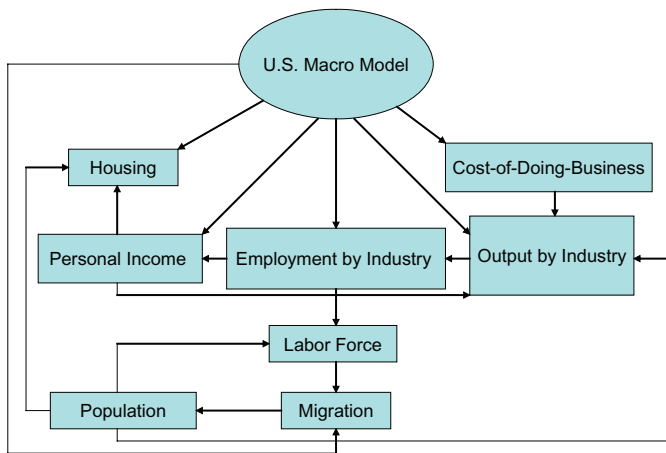 U.S. Macro Model
Housing
Cost-of-Doing-Business
Personal Income
Employment by Industry
Output by Industry
Labor Force
Population
Migration